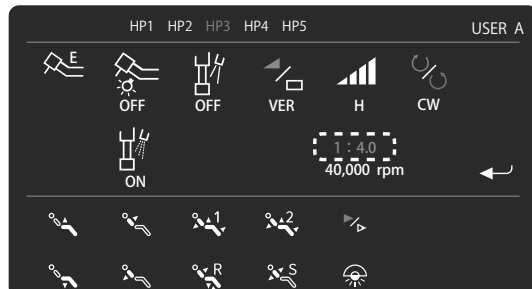 HP1 HP2 HP3 HP4 HP5 USER A
E
OFF OFF VER H CW
ON
1 : 4.0
40,000 rpm
1 2
R S